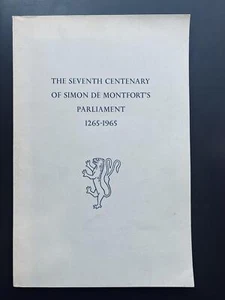 THE SEVENTH CENTENARY
OF SIMON DE MONTFORT'S
PARLIAMENT
1265-1965